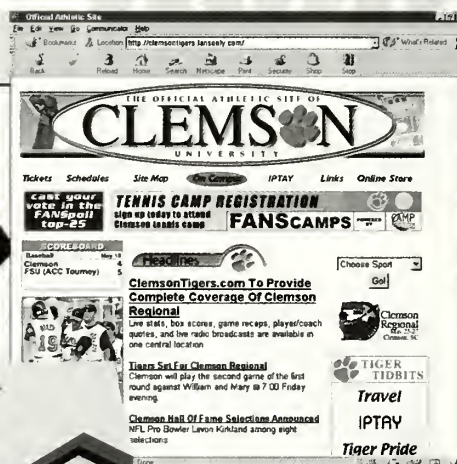 Official Athletic Site
File Edit View Go Communicator Help
Bookmarks Location http://clemsontigers.fansonly.com/ What's Related
Back Reload Home Search Netscape Print Security Shop Stop
THE OFFICIAL ATHLETIC SITE OF
CLEMSON
UNIVERSITY
Tickets Schedules Site Map On Campus IPTAY Links Online Store
cast your
vote in the
FANSpoll
top-25
TENNIS CAMP REGISTRATION
sign up today to attend
Clemson tennis camp
FANSCAMPS
POWERED BY
CAMP
SCOREBOARD
Baseball May 18
Clemson 4
FSU (ACC Tourney) 5
Headlines
ClemsonTigers.com To Provide
Complete Coverage Of Clemson
Regional
Live stats, box scores, game recaps, player/coach
quotes, and live radio broadcasts are available in
one central location
Tigers Set For Clemson Regional
Clemson will play the second game of the first
round against William and Mary @ 7:00 Friday
evening.
Clemson Hall Of Fame Selections Announced
NFL Pro Bowler Levon Kirkland among eight
selections
Choose Sport
Go!
Clemson
Regional
Clemson, SC
TIGER
TIDBITS
Travel
IPTAY
Tiger Pride
19